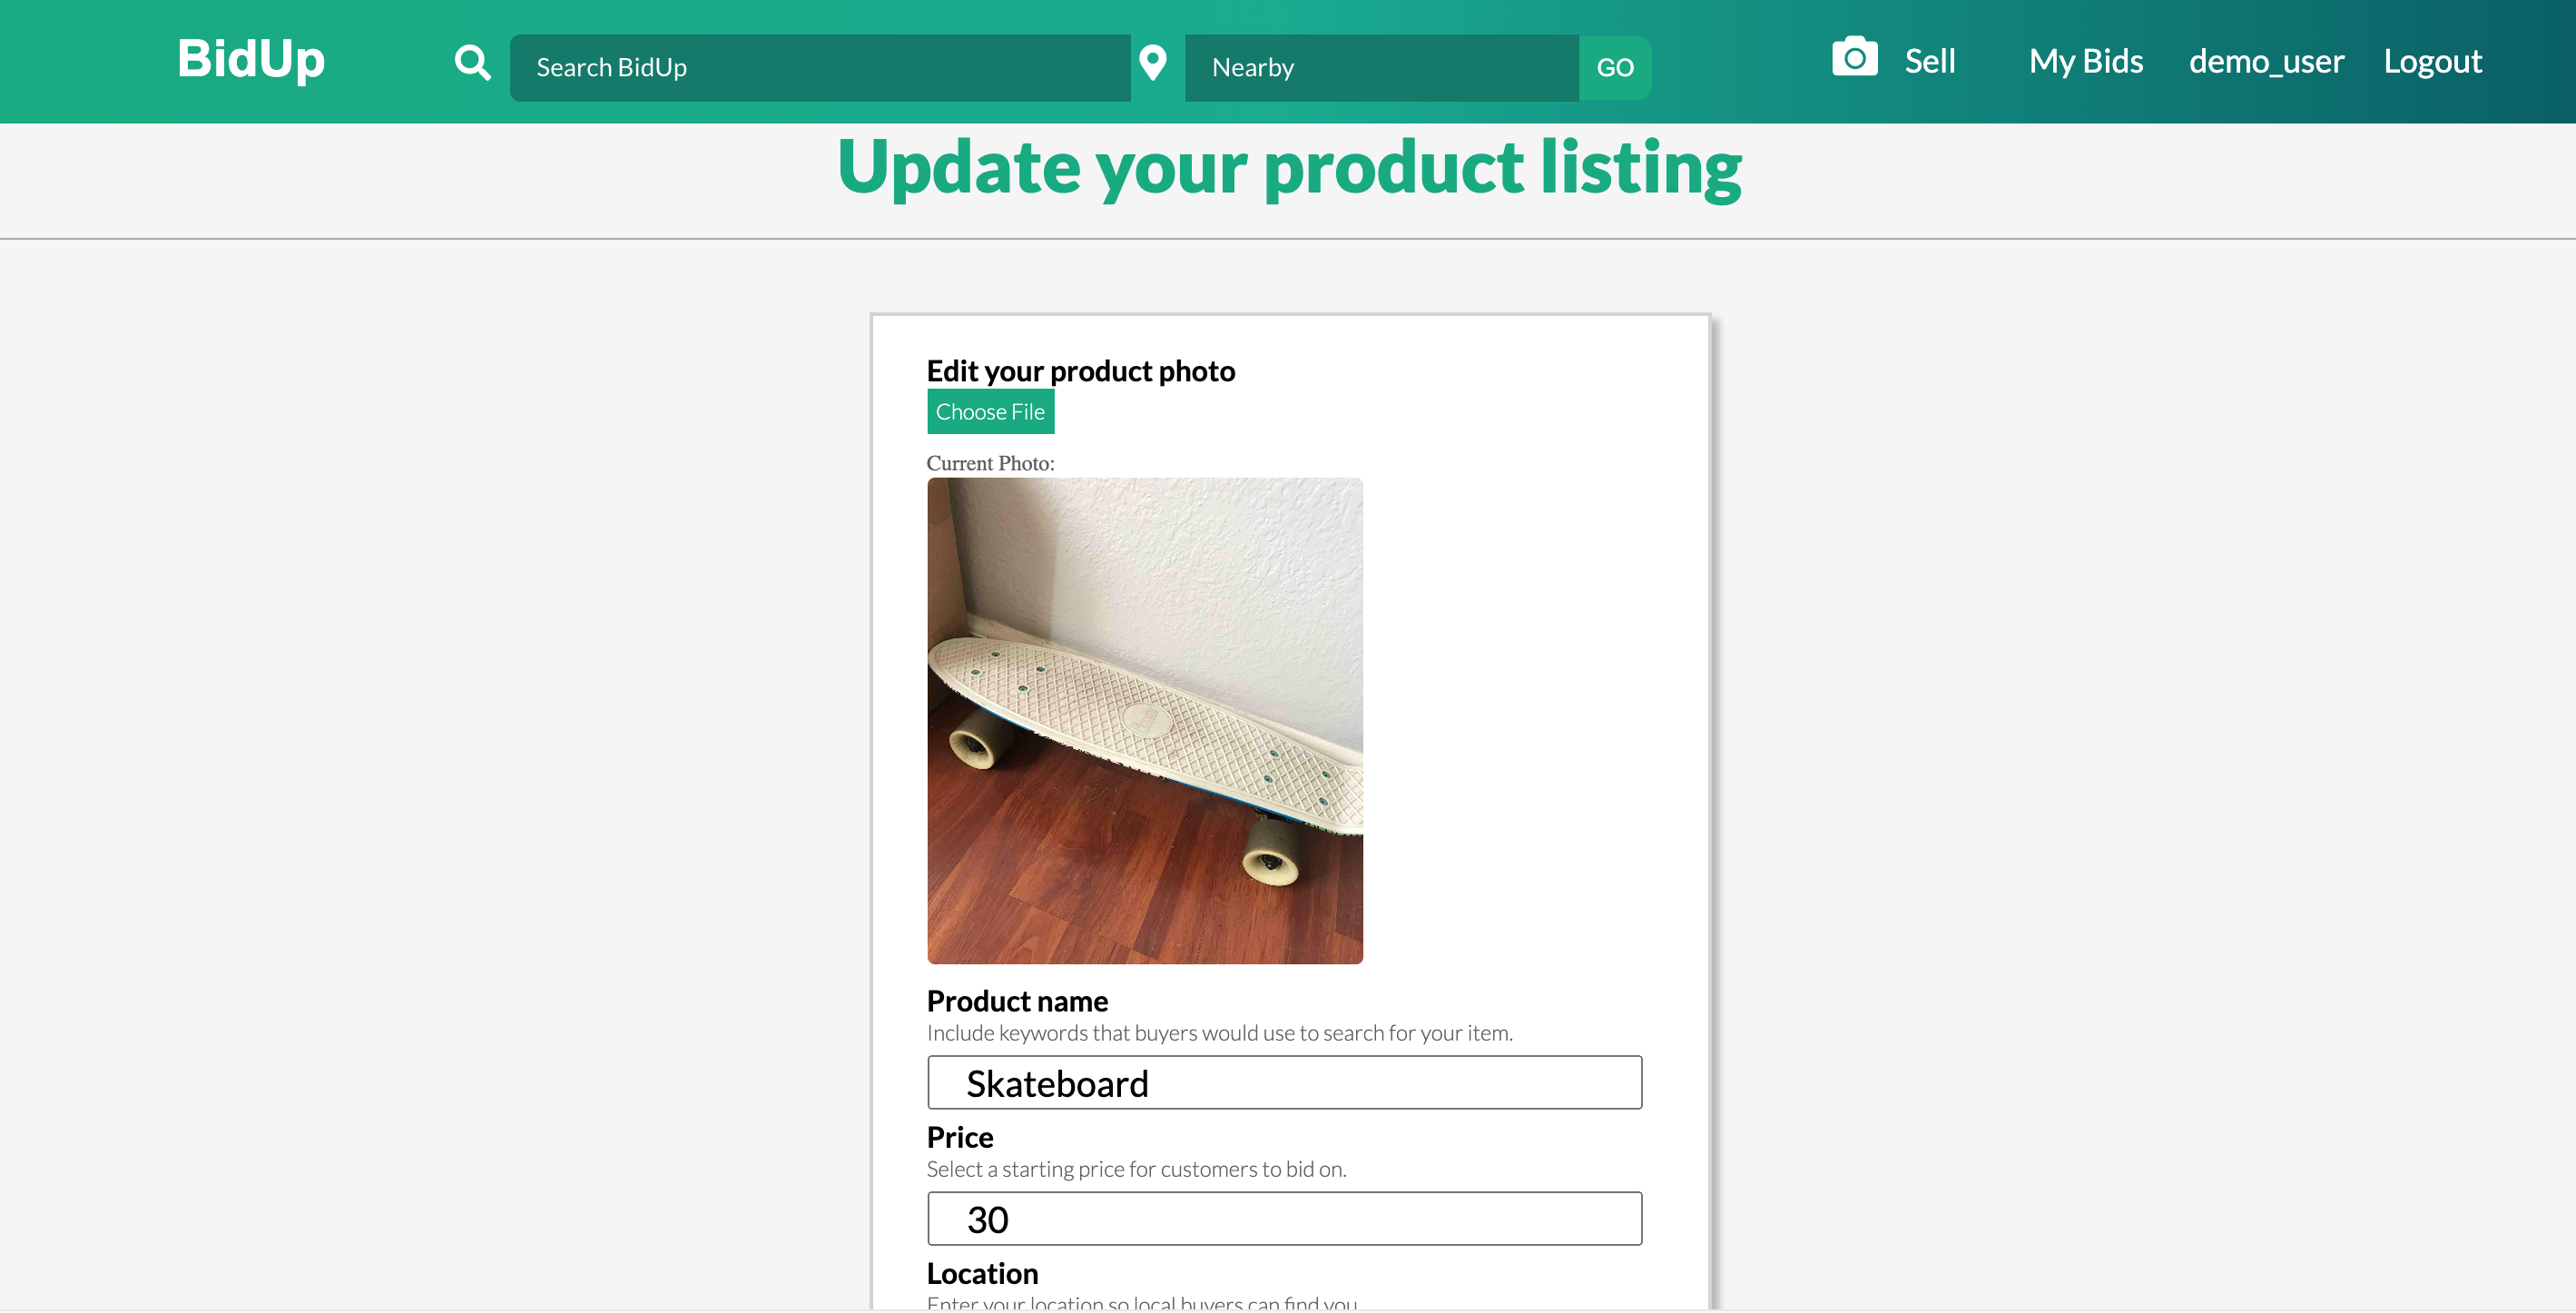 BidUp
Search BidUp
Nearby
GO
Sell
My Bids
demo_user
Logout
Update your product listing
Edit your product photo
Choose File
Current Photo:
Product name
Include keywords that buyers would use to search for your item.
Skateboard
Price
Select a starting price for customers to bid on.
30
Location
Enter your location so local buyers can find you